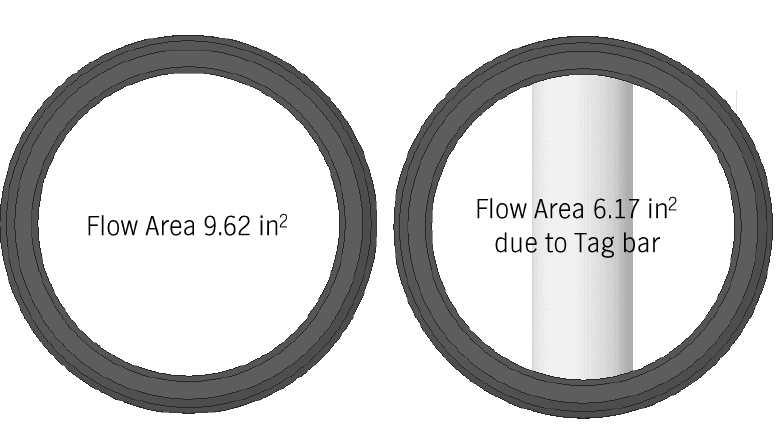 Flow Area 9.62 in²
Flow Area 6.17 in²
due to Tag bar